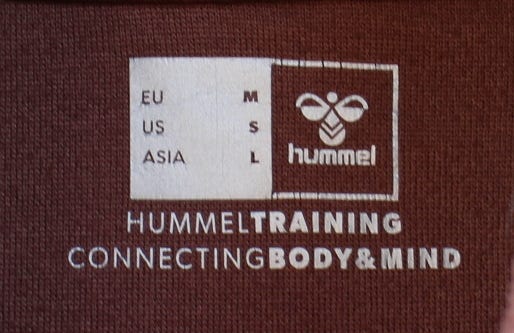 EU M
US S
ASIA L
hummel
HUMMELTRAINING
CONNECTINGBODY&MIND